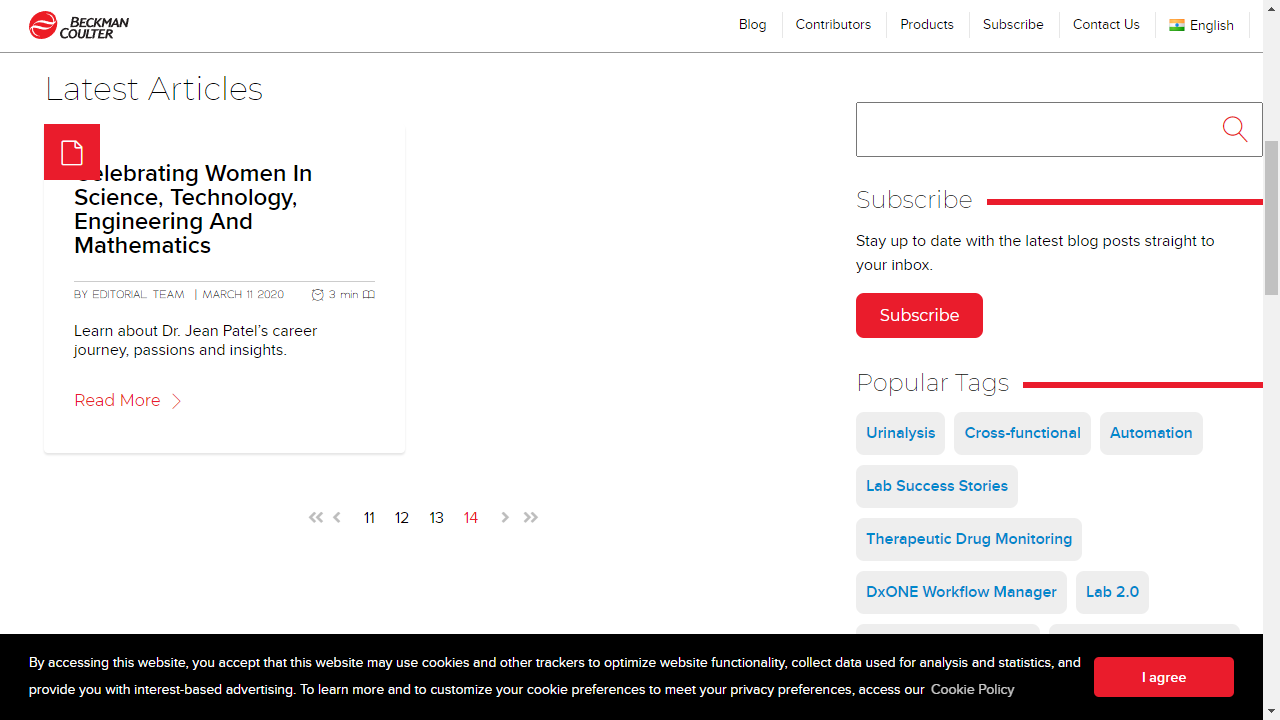 BECKMAN
COULTER
Blog
Contributors
Products
Subscribe
Contact Us
English
Latest Articles
Celebrating Women In
Science, Technology,
Engineering And
Mathematics
BY EDITORIAL TEAM | MARCH 11 2020
3 min
Learn about Dr. Jean Patel’s career
journey, passions and insights.
Read More
11 12 13 14
Subscribe
Stay up to date with the latest blog posts straight to
your inbox.
Subscribe
Popular Tags
Urinalysis
Cross-functional
Automation
Lab Success Stories
Therapeutic Drug Monitoring
DxONE Workflow Manager
Lab 2.0
By accessing this website, you accept that this website may use cookies and other trackers to optimize website functionality, collect data used for analysis and statistics, and
provide you with interest-based advertising. To learn more and to customize your cookie preferences to meet your privacy preferences, access our Cookie Policy
I agree